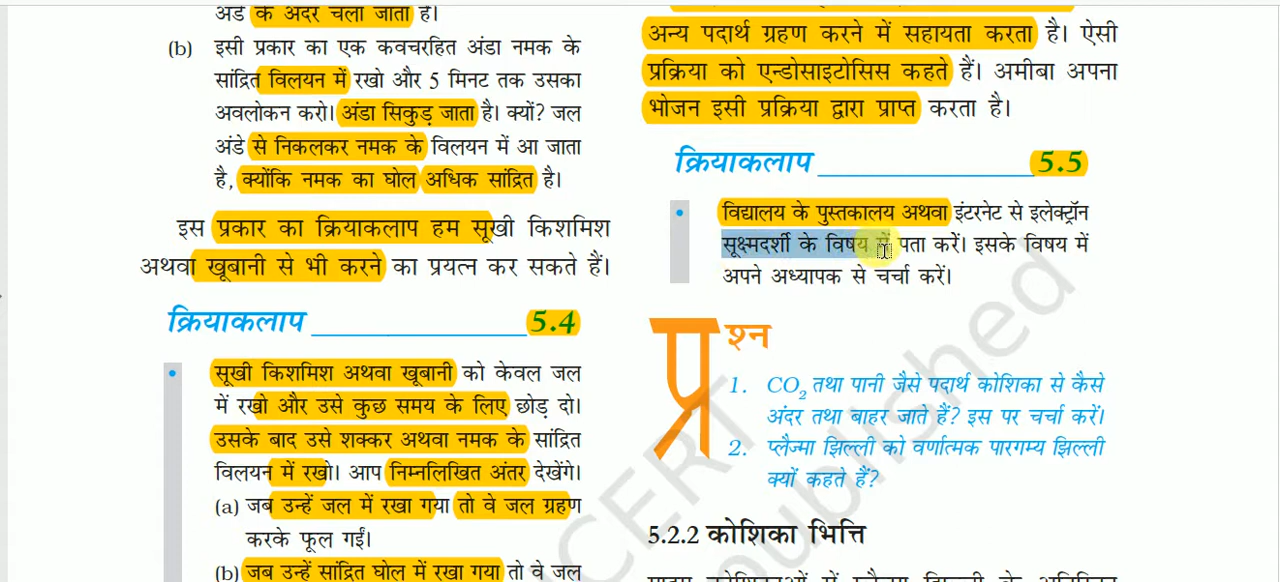 अंडे के अंदर चला जाता है।
(b) इसी प्रकार का एक कवचरहित अंडा नमक के
सांद्रित विलयन में रखो और 5 मिनट तक उसका
अवलोकन करो। अंडा सिकुड़ जाता है। क्यों? जल
अंडे से निकलकर नमक के विलयन में आ जाता
है, क्योंकि नमक का घोल अधिक सांद्रित है।
इस प्रकार का क्रियाकलाप हम सूखी किशमिश
अथवा खूबानी से भी करने का प्रयत्न कर सकते हैं।
क्रियाकलाप 5.4
• सूखी किशमिश अथवा खूबानी को केवल जल
में रखो और उसे कुछ समय के लिए छोड़ दो।
उसके बाद उसे शक्कर अथवा नमक के सांद्रित
विलयन में रखो। आप निम्नलिखित अंतर देखेंगे।
(a) जब उन्हें जल में रखा गया तो वे जल ग्रहण
करके फूल गईं।
(b) जब उन्हें सांद्रित घोल में रखा गया तो वे जल
अन्य पदार्थ ग्रहण करने में सहायता करता है। ऐसी
प्रक्रिया को एन्डोसाइटोसिस कहते हैं। अमीबा अपना
भोजन इसी प्रक्रिया द्वारा प्राप्त करता है।
क्रियाकलाप 5.5
• विद्यालय के पुस्तकालय अथवा इंटरनेट से इलेक्ट्रॉन
सूक्ष्मदर्शी के विषय में पता करें। इसके विषय में
अपने अध्यापक से चर्चा करें।
प्रश्न
1. CO₂ तथा पानी जैसे पदार्थ कोशिका से कैसे
अंदर तथा बाहर जाते हैं? इस पर चर्चा करें।
2. प्लैज्मा झिल्ली को वर्णात्मक पारगम्य झिल्ली
क्यों कहते हैं?
5.2.2 कोशिका भित्ति
NCERT
published